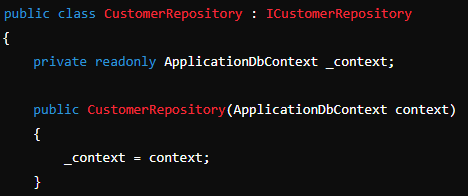 public class CustomerRepository : ICustomerRepository
{
    private readonly ApplicationDbContext _context;
    public CustomerRepository(ApplicationDbContext context)
    {
        _context = context;
    }